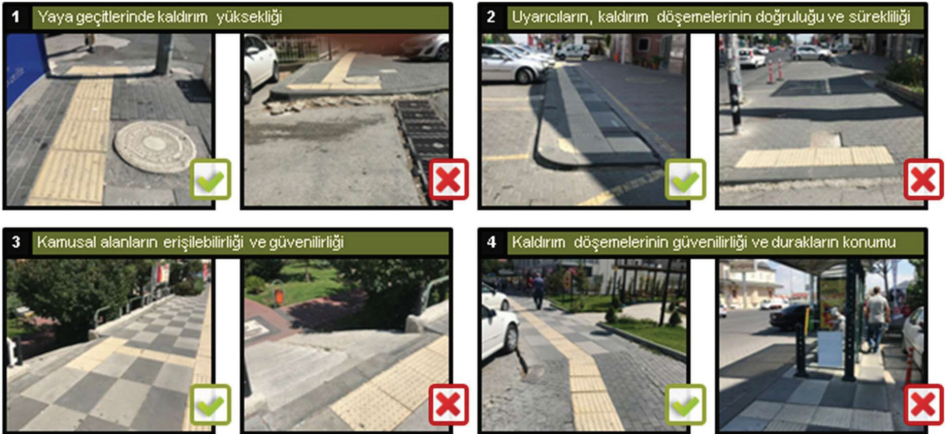 1 Yaya geçitlerinde kaldırım yüksekliği
2 Uyarıcıların, kaldırım döşemelerinin doğruluğu ve sürekliliği
3 Kamusal alanların erişilebilirliği ve güvenilirliği
4 Kaldırım döşemelerinin güvenilirliği ve durakların konumu